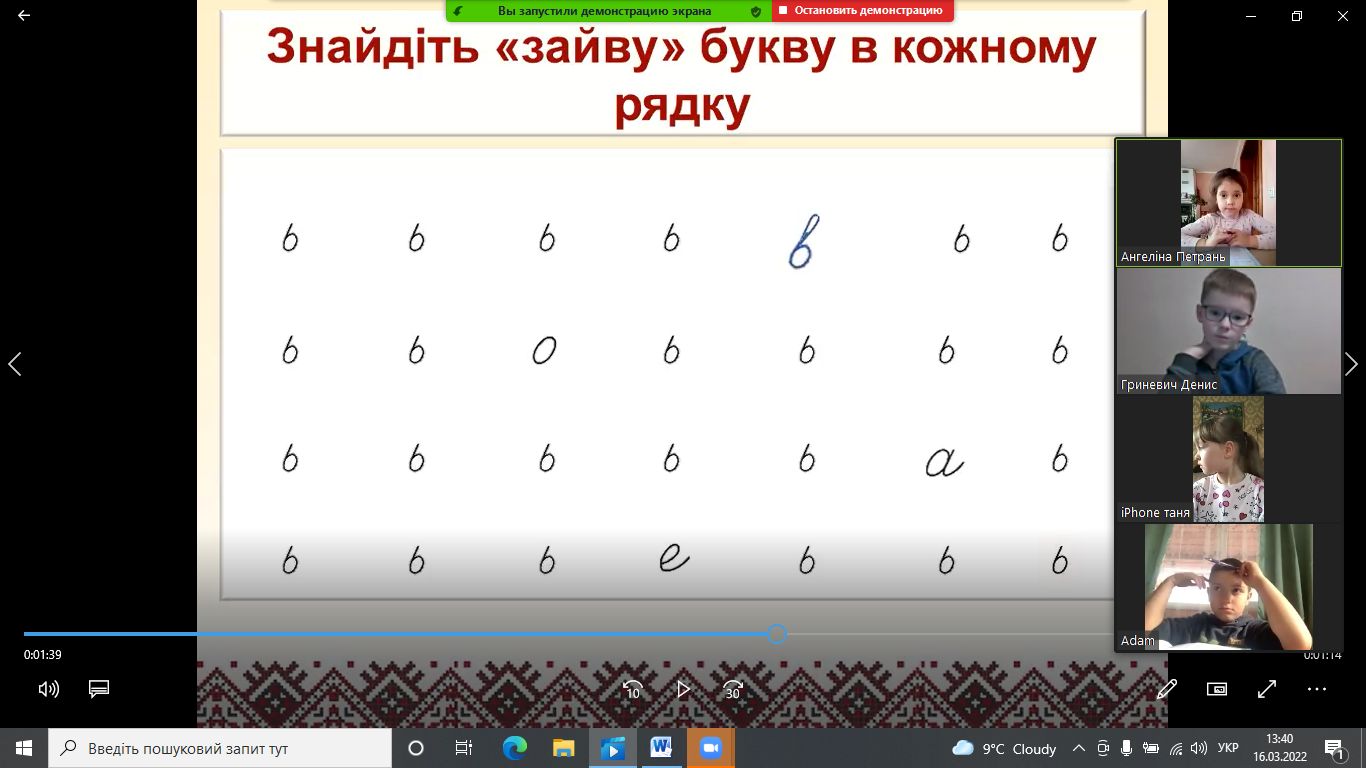 Вы запустили демонстрацию экрана
Остановить демонстрацию
Знайдіть «зайву» букву в кожному
рядку
ь ь ь ь в ь ь
ь ь о ь ь ь ь
ь ь ь ь ь а ь
ь ь ь е ь ь ь
Ангеліна Петрань
Гриневич Денис
iPhone таня
Adam
0:01:39
0:01:14
10
30
Введіть пошуковий запит тут
9°C Cloudy
УКР
13:40
16.03.2022
1